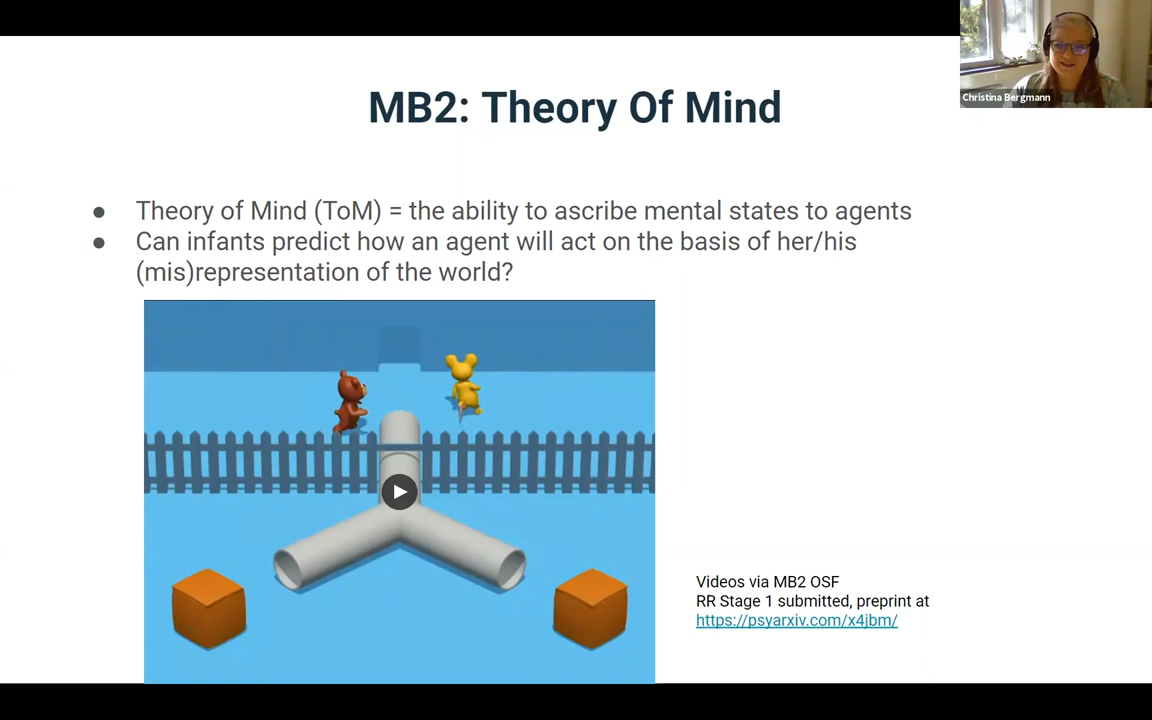 MB2: Theory Of Mind
Christina Bergmann
● Theory of Mind (ToM) = the ability to ascribe mental states to agents
● Can infants predict how an agent will act on the basis of her/his
(mis)representation of the world?
Videos via MB2 OSF
RR Stage 1 submitted, preprint at
https://psyarxiv.com/x4jbm/